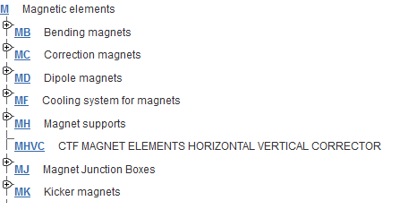 M Magnetic elements
MB Bending magnets
MC Correction magnets
MD Dipole magnets
MF Cooling system for magnets
MH Magnet supports
MHVC CTF MAGNET ELEMENTS HORIZONTAL VERTICAL CORRECTOR
MJ Magnet Junction Boxes
MK Kicker magnets